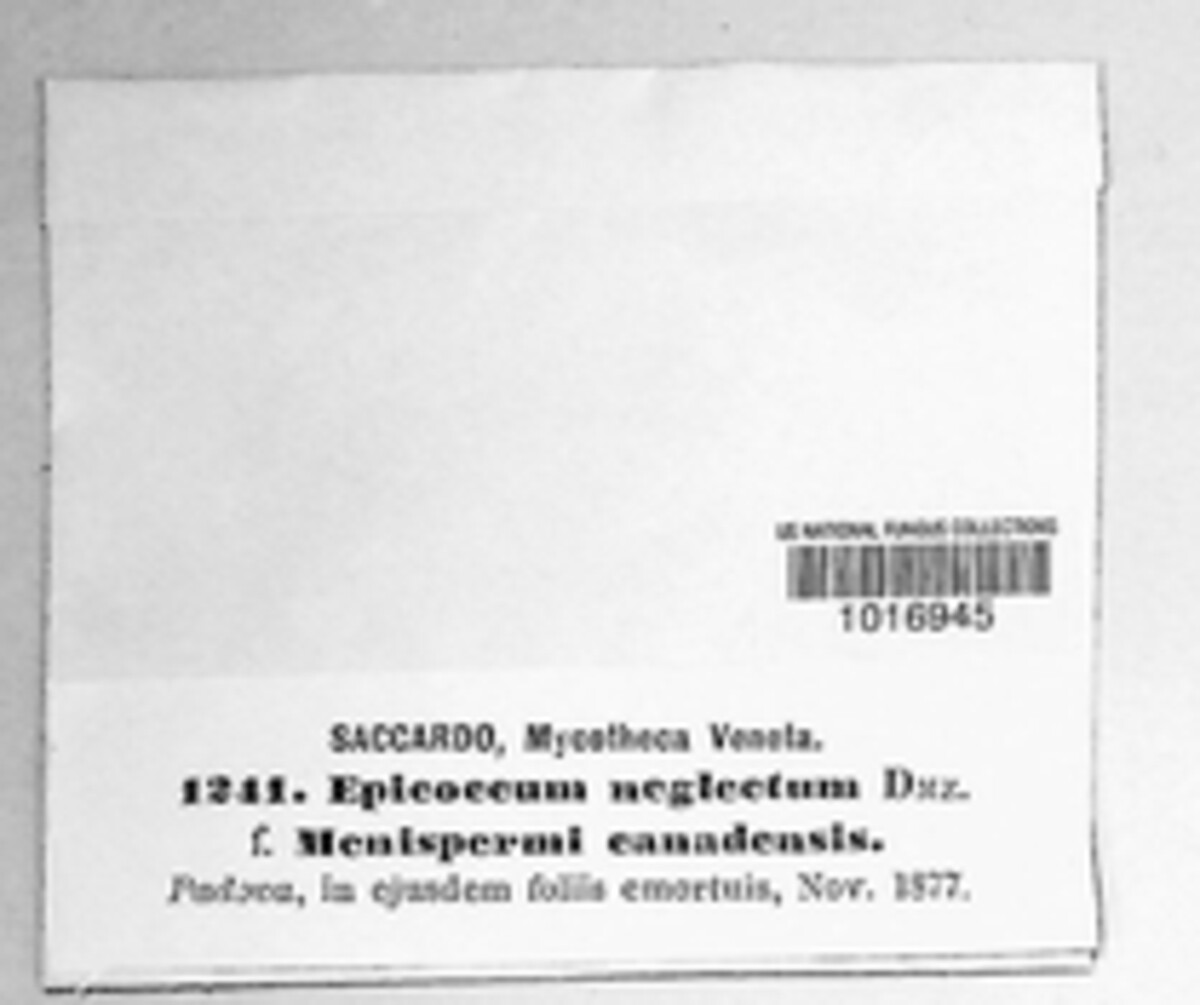 US NATIONAL FUNGUS COLLECTIONS
1016945
SACCARDO, Mycotheca Veneta.
1241. Epicoccum neglectum Dmz.
f. Menispermi canadensis.
Padova, in ejusdem foliis emortuis, Nov. 1877.